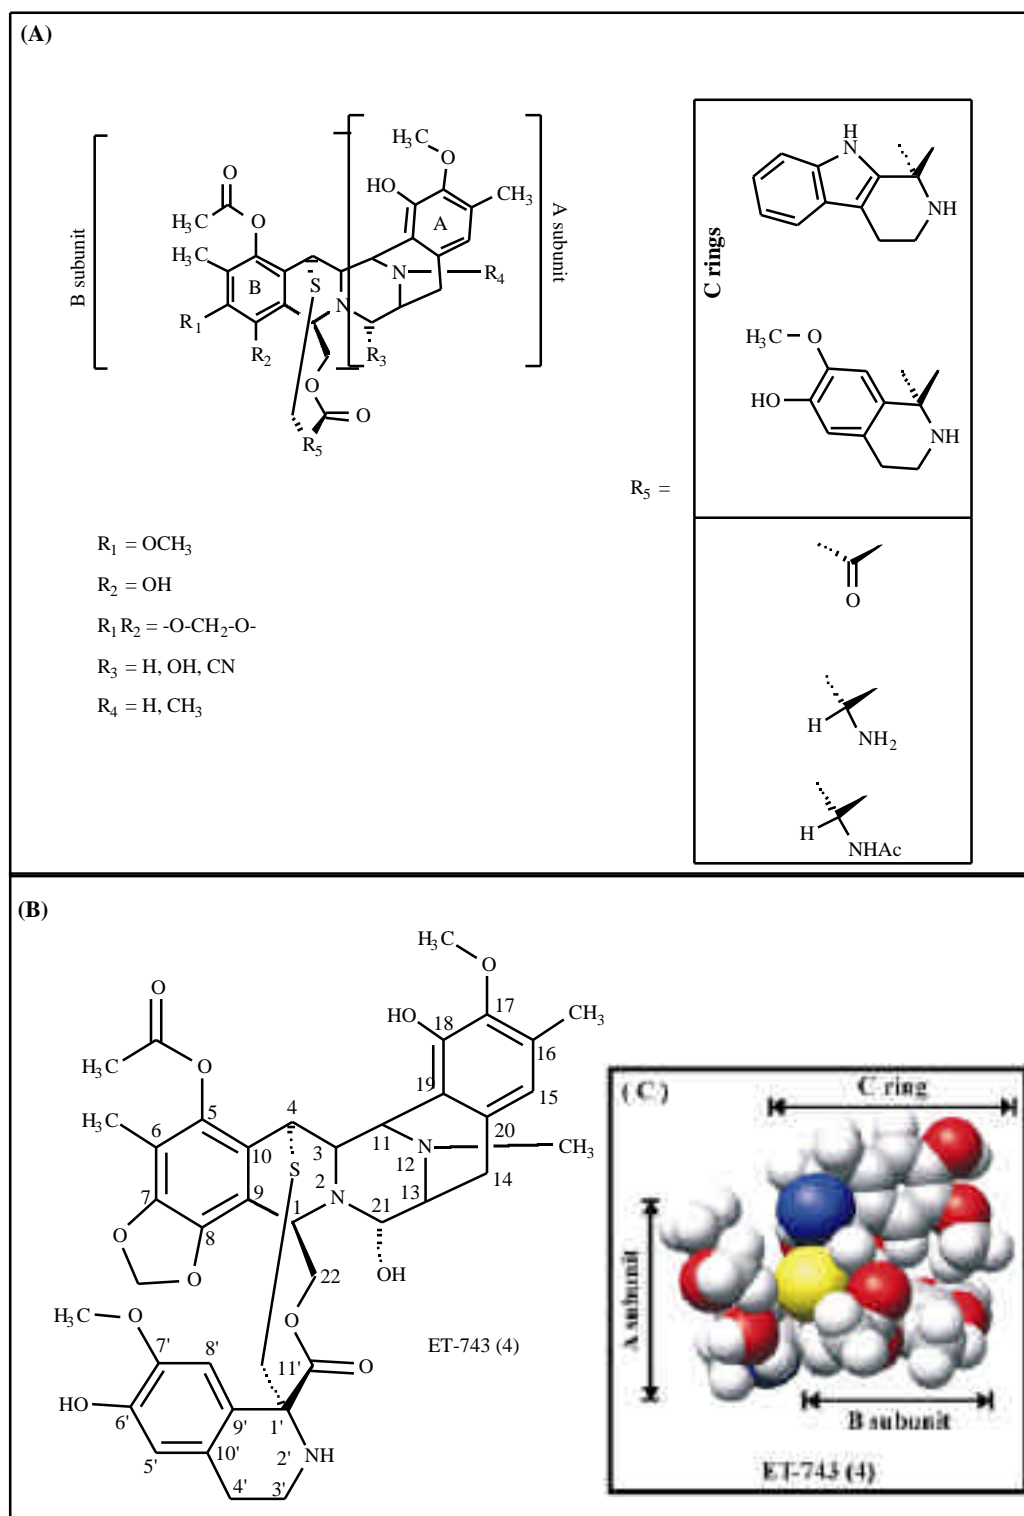 (A)
B subunit
A subunit
H₃C
O
HO
CH₃
A
O
H₃C
O
CH₃
B
S
N
N
R₄
R₁
R₂
R₃
O
O
R₅
C rings
H
N
NH
H₃C
O
HO
NH
R₅ =
O
H
NH₂
H
NHAc
R₁ = OCH₃
R₂ = OH
R₁R₂ = -O-CH₂-O-
R₃ = H, OH, CN
R₄ = H, CH₃
(B)
H₃C
O
O
HO
18
17
CH₃
16
H₃C
O
19
15
H₃C
5
4
20
6
10
3
11
N
12
CH₃
S
2
13
14
7
9
1
N
21
8
O
O
22
OH
H₃C
O
7'
8'
O
11'
O
ET-743 (4)
HO
6'
9'
1'
5'
10'
2'
NH
4'
3'
(C)
C ring
A subunit
B subunit
ET-743 (4)